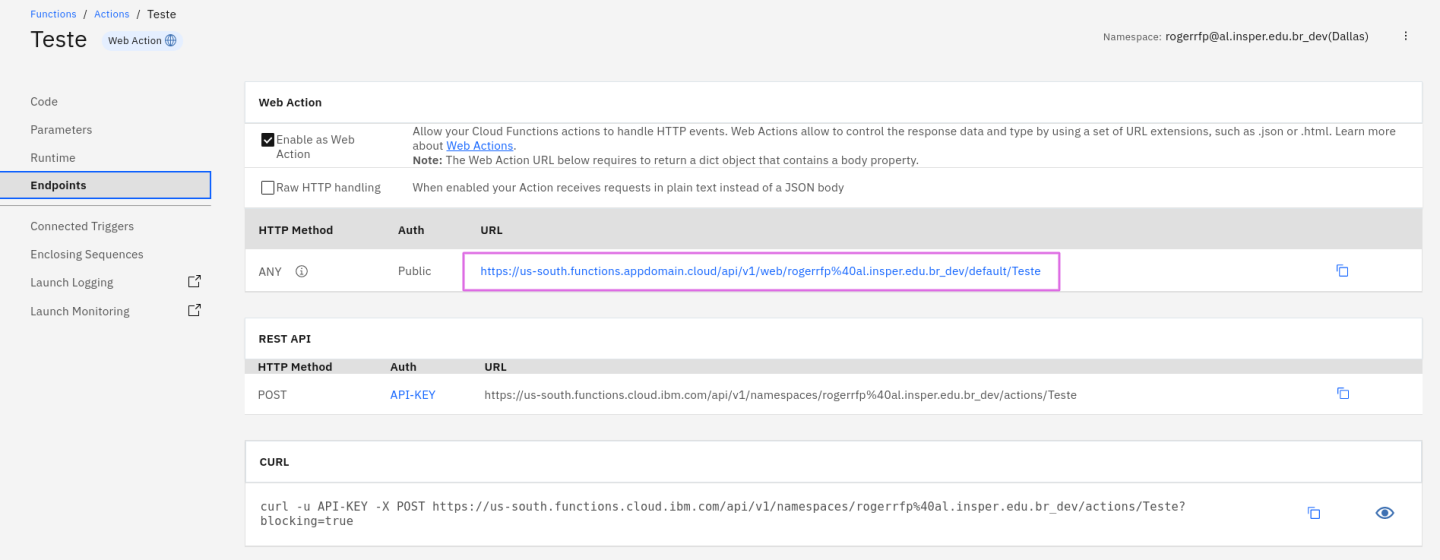 Functions / Actions / Teste
Teste Web Action
Namespace: rogerrfp@al.insper.edu.br_dev(Dallas)
Code
Parameters
Runtime
Endpoints
Connected Triggers
Enclosing Sequences
Launch Logging
Launch Monitoring
Web Action
Enable as Web
Action
Allow your Cloud Functions actions to handle HTTP events. Web Actions allow to control the response data and type by using a set of URL extensions, such as .json or .html. Learn more
about Web Actions.
Note: The Web Action URL below requires to return a dict object that contains a body property.
Raw HTTP handling When enabled your Action receives requests in plain text instead of a JSON body
HTTP Method Auth URL
ANY Public https://us-south.functions.appdomain.cloud/api/v1/web/rogerrfp%40al.insper.edu.br_dev/default/Teste
REST API
HTTP Method Auth URL
POST API-KEY https://us-south.functions.cloud.ibm.com/api/v1/namespaces/rogerrfp%40al.insper.edu.br_dev/actions/Teste
CURL
curl -u API-KEY -X POST https://us-south.functions.cloud.ibm.com/api/v1/namespaces/rogerrfp%40al.insper.edu.br_dev/actions/Teste?
blocking=true